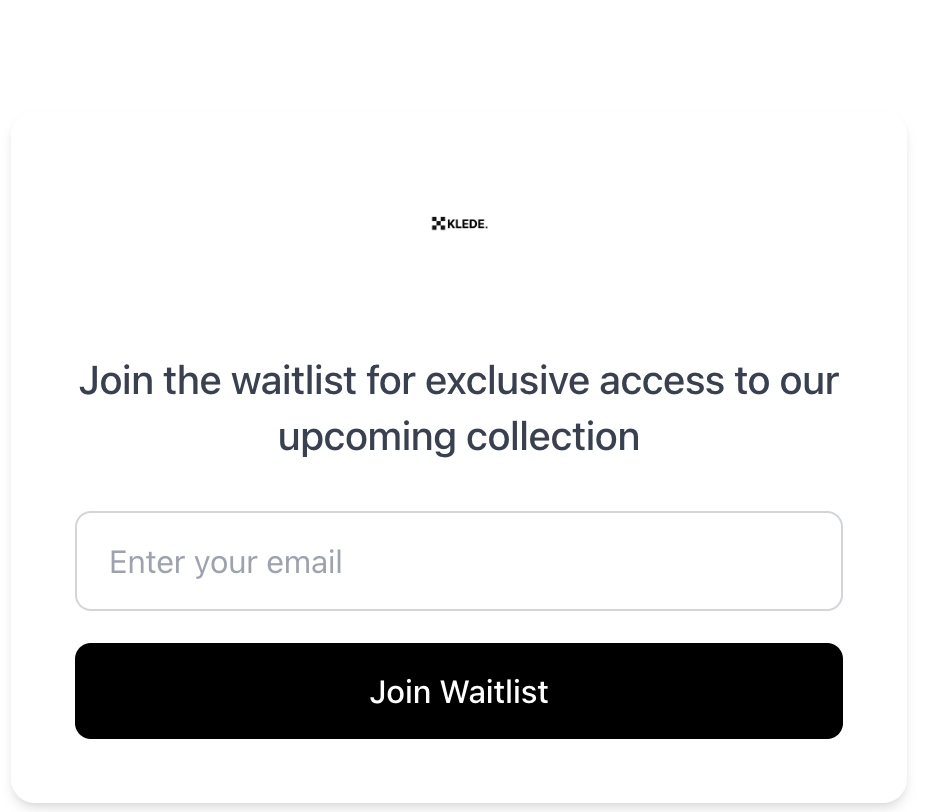 KLEDE.
Join the waitlist for exclusive access to our
upcoming collection
Enter your email
Join Waitlist